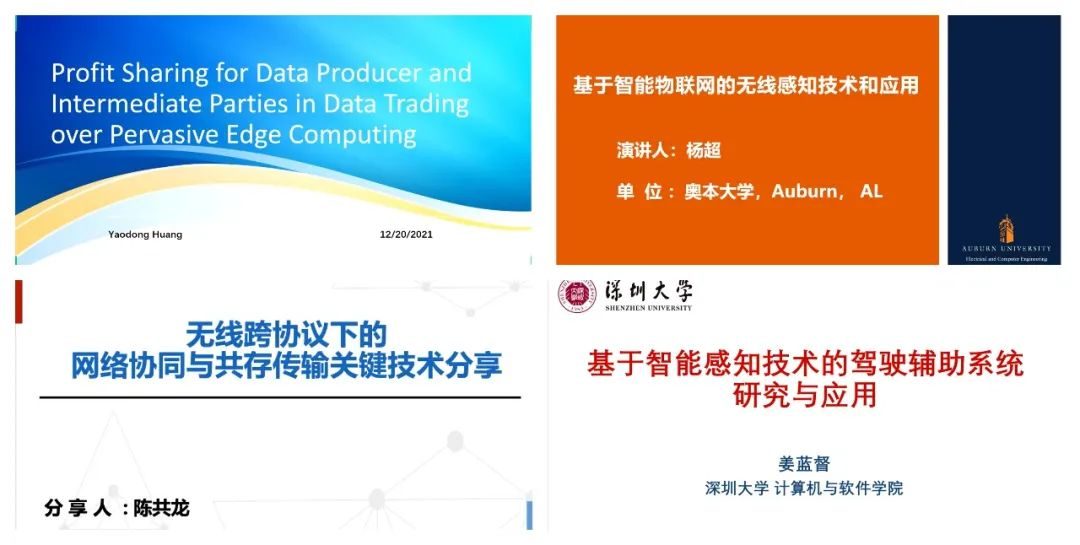 Profit Sharing for Data Producer and
Intermediate Parties in Data Trading
over Pervasive Edge Computing
Yaodong Huang 12/20/2021
基于智能物联网的无线感知技术和应用
演讲人：杨超
单 位 ：奥本大学，Auburn， AL
AUBURN UNIVERSITY
Electrical and Computer Engineering
无线跨协议下的
网络协同与共存传输关键技术分享
分 享 人 ：陈共龙
深圳大学
SHENZHEN UNIVERSITY
基于智能感知技术的驾驶辅助系统
研究与应用
姜蓝督
深圳大学 计算机与软件学院